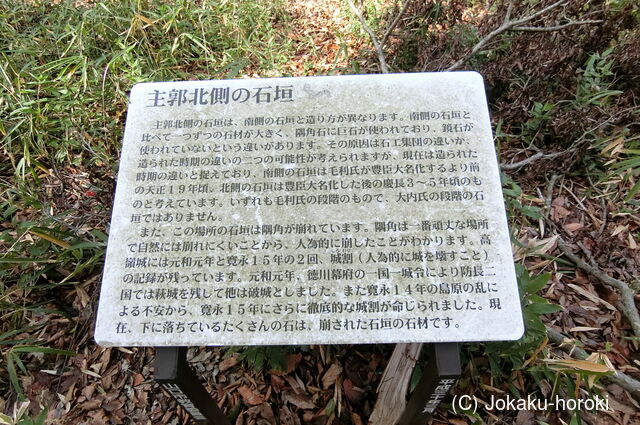 主郭北側の石垣
主郭北側の石垣は、南側の石垣と造り方が異なります。南側の石垣と
比べて一つずつの石材が大きく、隅角石に巨石が使われており、鏡石が
使われていないという違いがあります。その原因は石工集団の違いか、
造られた時期の違いの二つの可能性が考えられますが、現在は造られた
時期の違いと捉えており、南側の石垣は毛利氏が豊臣大名化するより前
の天正19年頃、北側の石垣は豊臣大名化した後の慶長3～5年頃のも
のと考えています。いずれも毛利氏の段階のもので、大内氏の段階の石
垣ではありません。
また、この場所の石垣は隅角が崩れています。隅角は一番頑丈な場所
で自然には崩れにくいことから、人為的に崩したことがわかります。高
嶺城には元和元年と寛永15年の2回、城割（人為的に城を壊すこと）
の記録が残っています。元和元年、徳川幕府の一国一城令により防長二
国では萩城を残して他は破城としました。また寛永14年の島原の乱に
よる不安から、寛永15年にさらに徹底的な城割が命じられました。現
在、下に落ちているたくさんの石は、崩された石垣の石材です。
(C) Jokaku-horoki